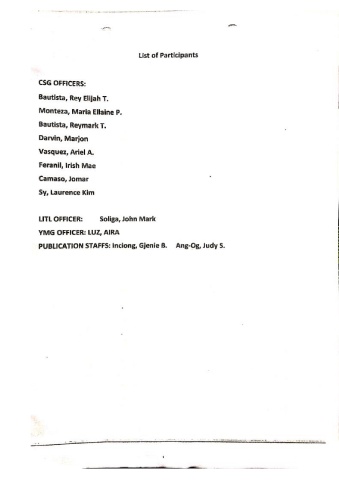 List of Participants
CSG OFFICERS:
Bautista, Rey Elijah T.
Monteza, Maria Ellaine P.
Bautista, Reymark T.
Darvin, Marjon
Vasquez, Ariel A.
Feranil, Irish Mae
Camaso, Jomar
Sy, Laurence Kim
LITL OFFICER: Soliga, John Mark
YMG OFFICER: LUZ, AIRA
PUBLICATION STAFFS: Inciong, Gjenie B. Ang-Og, Judy S.